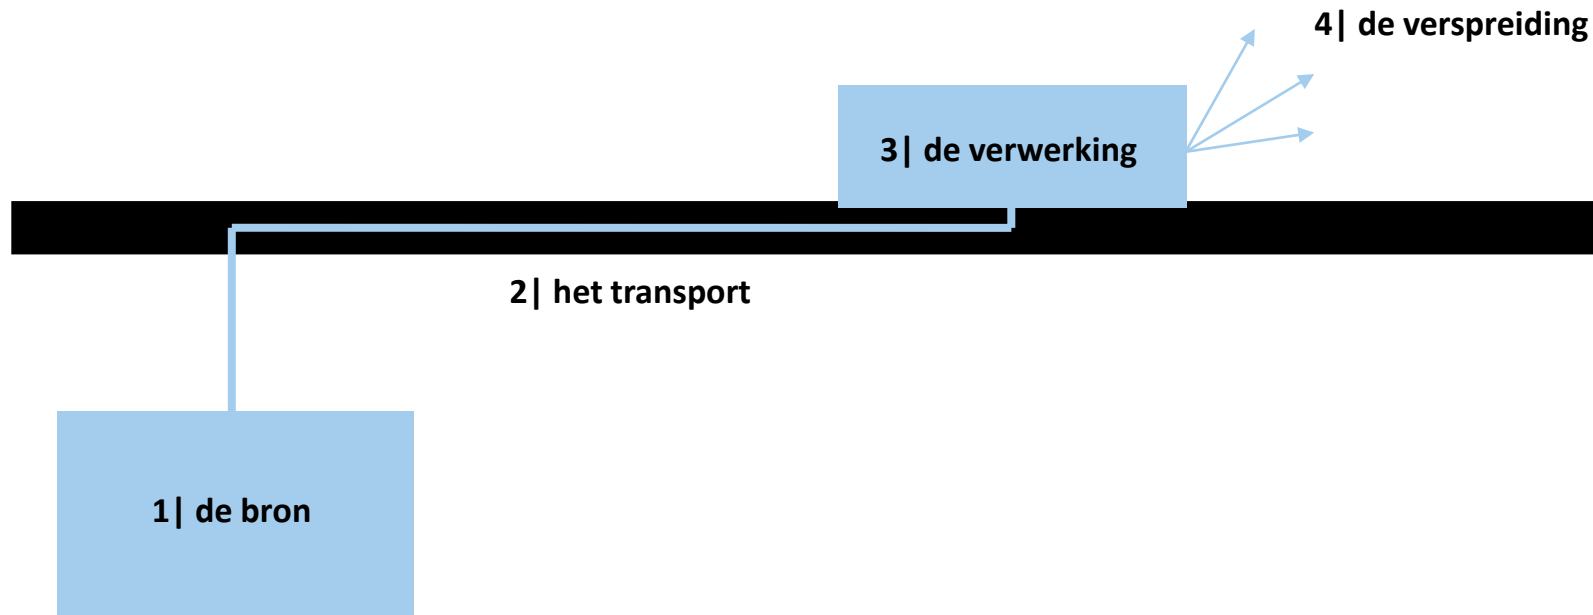 4| de verspreiding
3| de verwerking
2| het transport
1| de bron